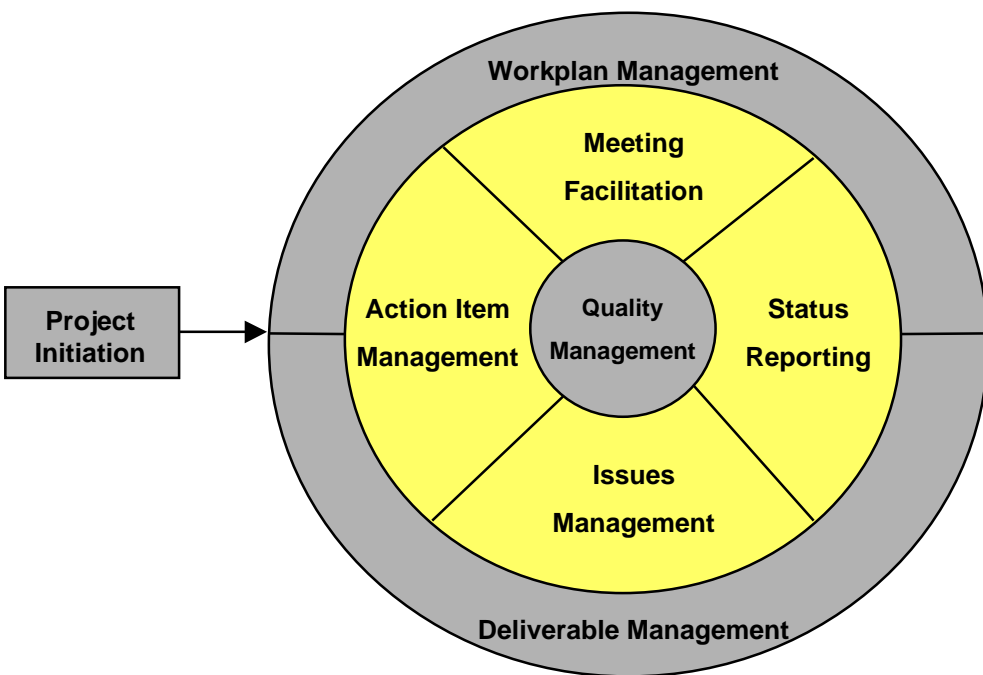 Workplan Management
Meeting
Facilitation
Project
Initiation
Action Item
Management
Quality
Management
Status
Reporting
Issues
Management
Deliverable Management